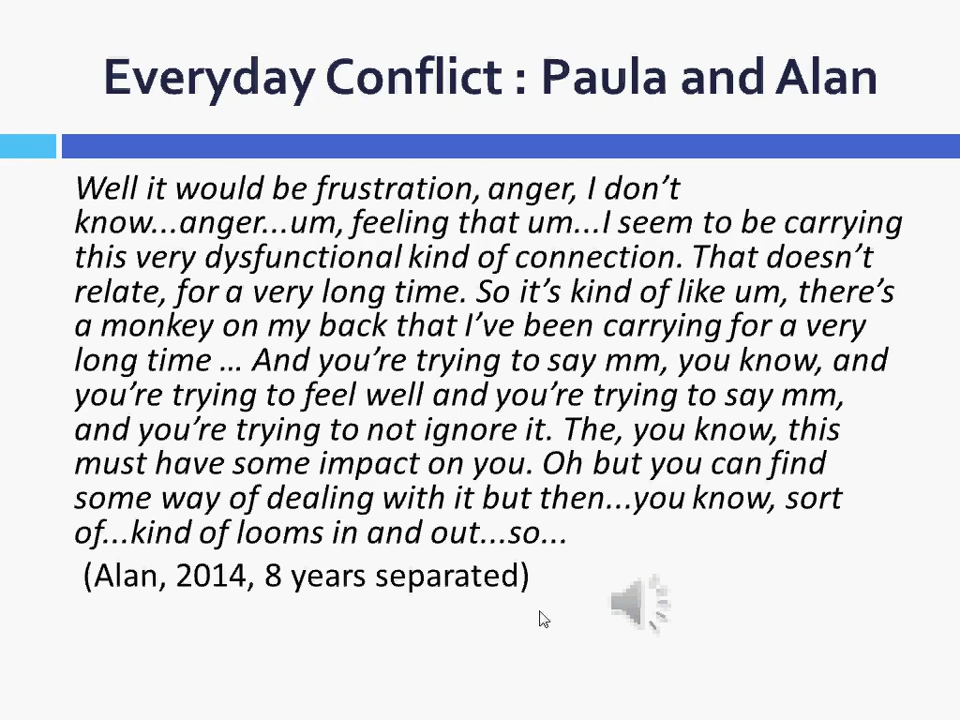 Everyday Conflict : Paula and Alan
Well it would be frustration, anger, I don’t
know...anger...um, feeling that um...I seem to be carrying
this very dysfunctional kind of connection. That doesn’t
relate, for a very long time. So it’s kind of like um, there’s
a monkey on my back that I’ve been carrying for a very
long time … And you’re trying to say mm, you know, and
you’re trying to feel well and you’re trying to say mm,
and you’re trying to not ignore it. The, you know, this
must have some impact on you. Oh but you can find
some way of dealing with it but then...you know, sort
of...kind of looms in and out...so...
(Alan, 2014, 8 years separated)